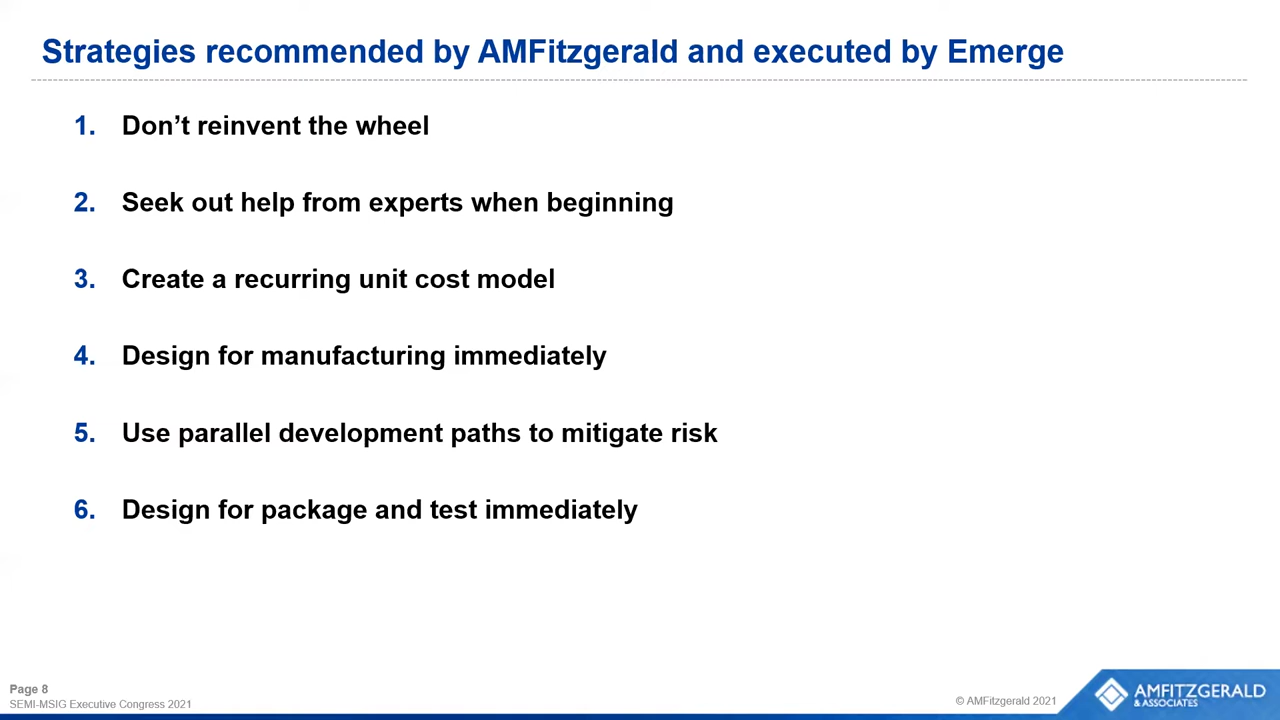 Strategies recommended by AMFitzgerald and executed by Emerge
1. Don’t reinvent the wheel
2. Seek out help from experts when beginning
3. Create a recurring unit cost model
4. Design for manufacturing immediately
5. Use parallel development paths to mitigate risk
6. Design for package and test immediately
Page 8
SEMI-MSIG Executive Congress 2021
© AMFitzgerald 2021
AMFITZGERALD
& ASSOCIATES